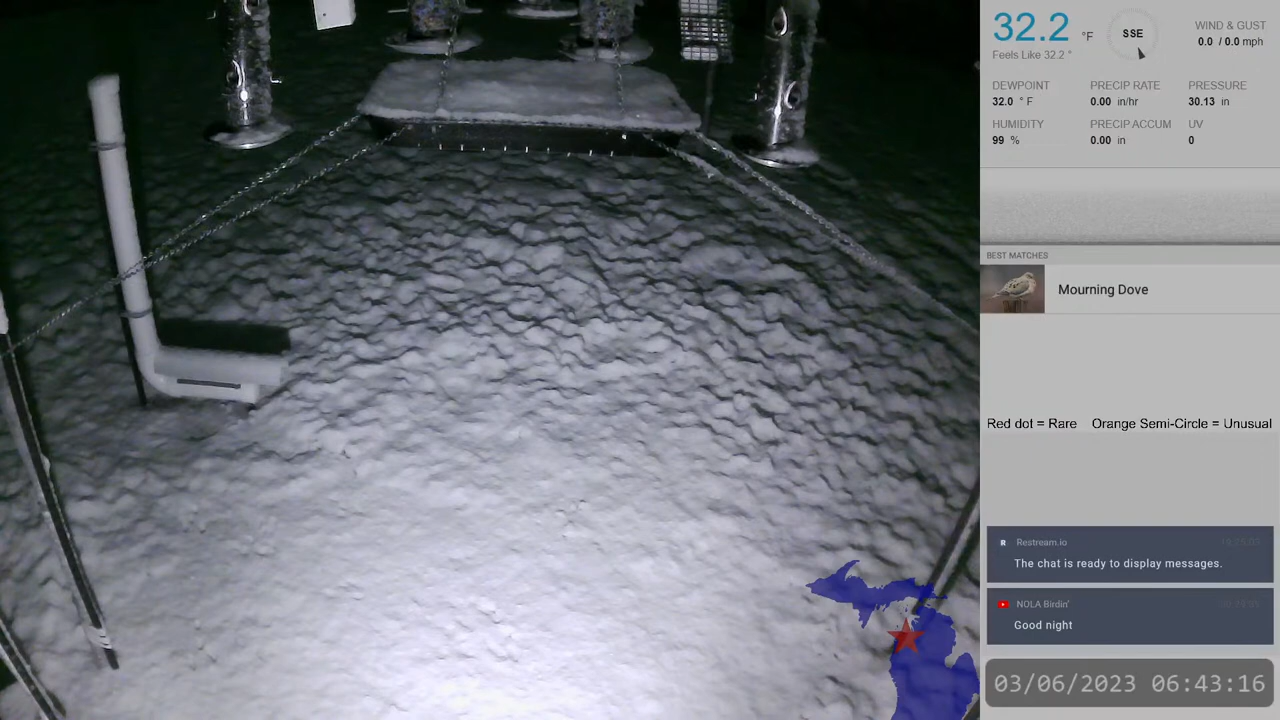 32.2 °F
Feels Like 32.2 °
SSE
WIND & GUST
0.0 / 0.0 mph
DEWPOINT
32.0 ° F
PRECIP RATE
0.00 in/hr
PRESSURE
30.13 in
HUMIDITY
99 %
PRECIP ACCUM
0.00 in
UV
0
BEST MATCHES
Mourning Dove
Red dot = Rare Orange Semi-Circle = Unusual
R Restream.io
The chat is ready to display messages.
NOLA Birdin'
Good night
03/06/2023 06:43:16